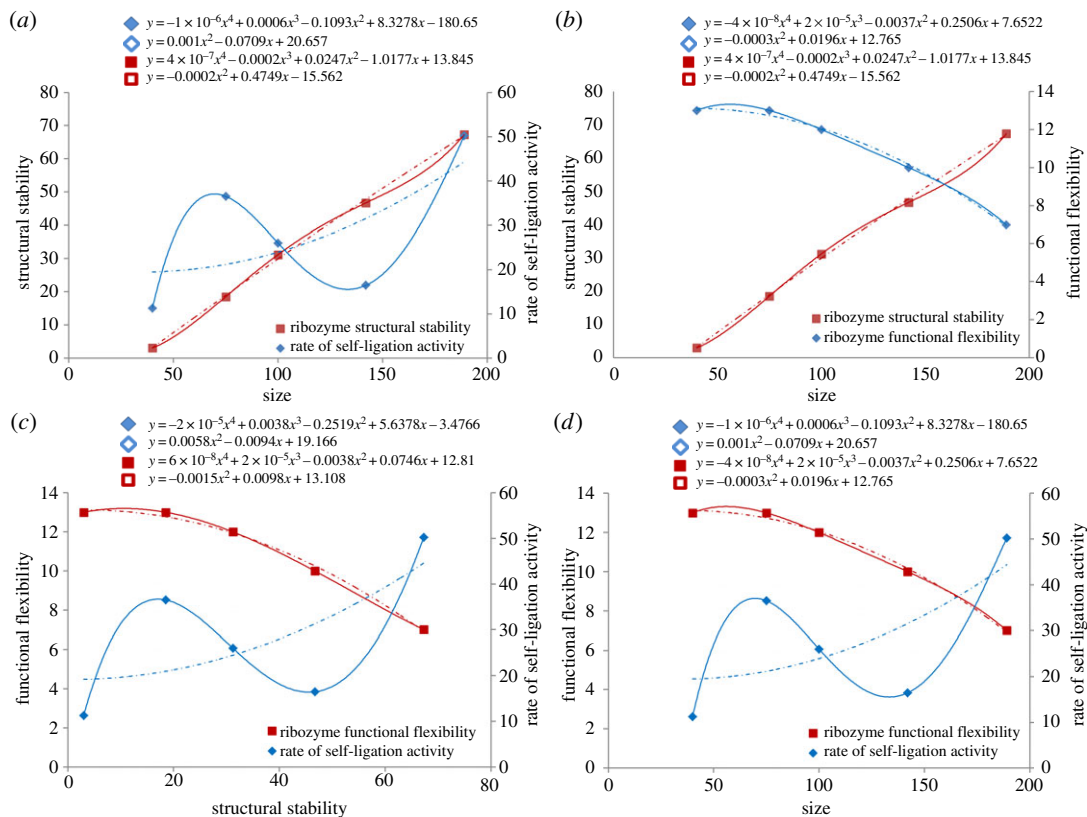 (a)
y = −1 × 10⁻⁶x⁴ + 0.0006x³ − 0.1093x² + 8.3278x − 180.65
y = 0.001x² − 0.0709x + 20.657
y = 4 × 10⁻⁷x⁴ − 0.0002x³ + 0.0247x² − 1.0177x + 13.845
y = −0.0002x² + 0.4749x − 15.562
80
70
60
50
40
30
20
10
0
structural stability
60
50
40
30
20
10
0
rate of self-ligation activity
ribozyme structural stability
rate of self-ligation activity
0 50 100 150 200
size
(b)
y = −4 × 10⁻⁸x⁴ + 2 × 10⁻⁵x³ − 0.0037x² + 0.2506x + 7.6522
y = −0.0003x² + 0.0196x + 12.765
y = 4 × 10⁻⁷x⁴ − 0.0002x³ + 0.0247x² − 1.0177x + 13.845
y = −0.0002x² + 0.4749x − 15.562
80
70
60
50
40
30
20
10
0
structural stability
14
12
10
8
6
4
2
0
functional flexibility
ribozyme structural stability
ribozyme functional flexibility
0 50 100 150 200
size
(c)
y = −2 × 10⁻⁵x⁴ + 0.0038x³ − 0.2519x² + 5.6378x − 3.4766
y = 0.0058x² − 0.0094x + 19.166
y = 6 × 10⁻⁸x⁴ + 2 × 10⁻⁵x³ − 0.0038x² + 0.0746x + 12.81
y = −0.0015x² + 0.0098x + 13.108
14
12
10
8
6
4
2
0
functional flexibility
60
50
40
30
20
10
0
rate of self-ligation activity
ribozyme functional flexibility
rate of self-ligation activity
0 20 40 60 80
structural stability
(d)
y = −1 × 10⁻⁶x⁴ + 0.0006x³ − 0.1093x² + 8.3278x − 180.65
y = 0.001x² − 0.0709x + 20.657
y = −4 × 10⁻⁸x⁴ + 2 × 10⁻⁵x³ − 0.0037x² + 0.2506x + 7.6522
y = −0.0003x² + 0.0196x + 12.765
14
12
10
8
6
4
2
0
functional flexibility
60
50
40
30
20
10
0
rate of self-ligation activity
ribozyme functional flexibility
rate of self-ligation activity
0 50 100 150 200
size